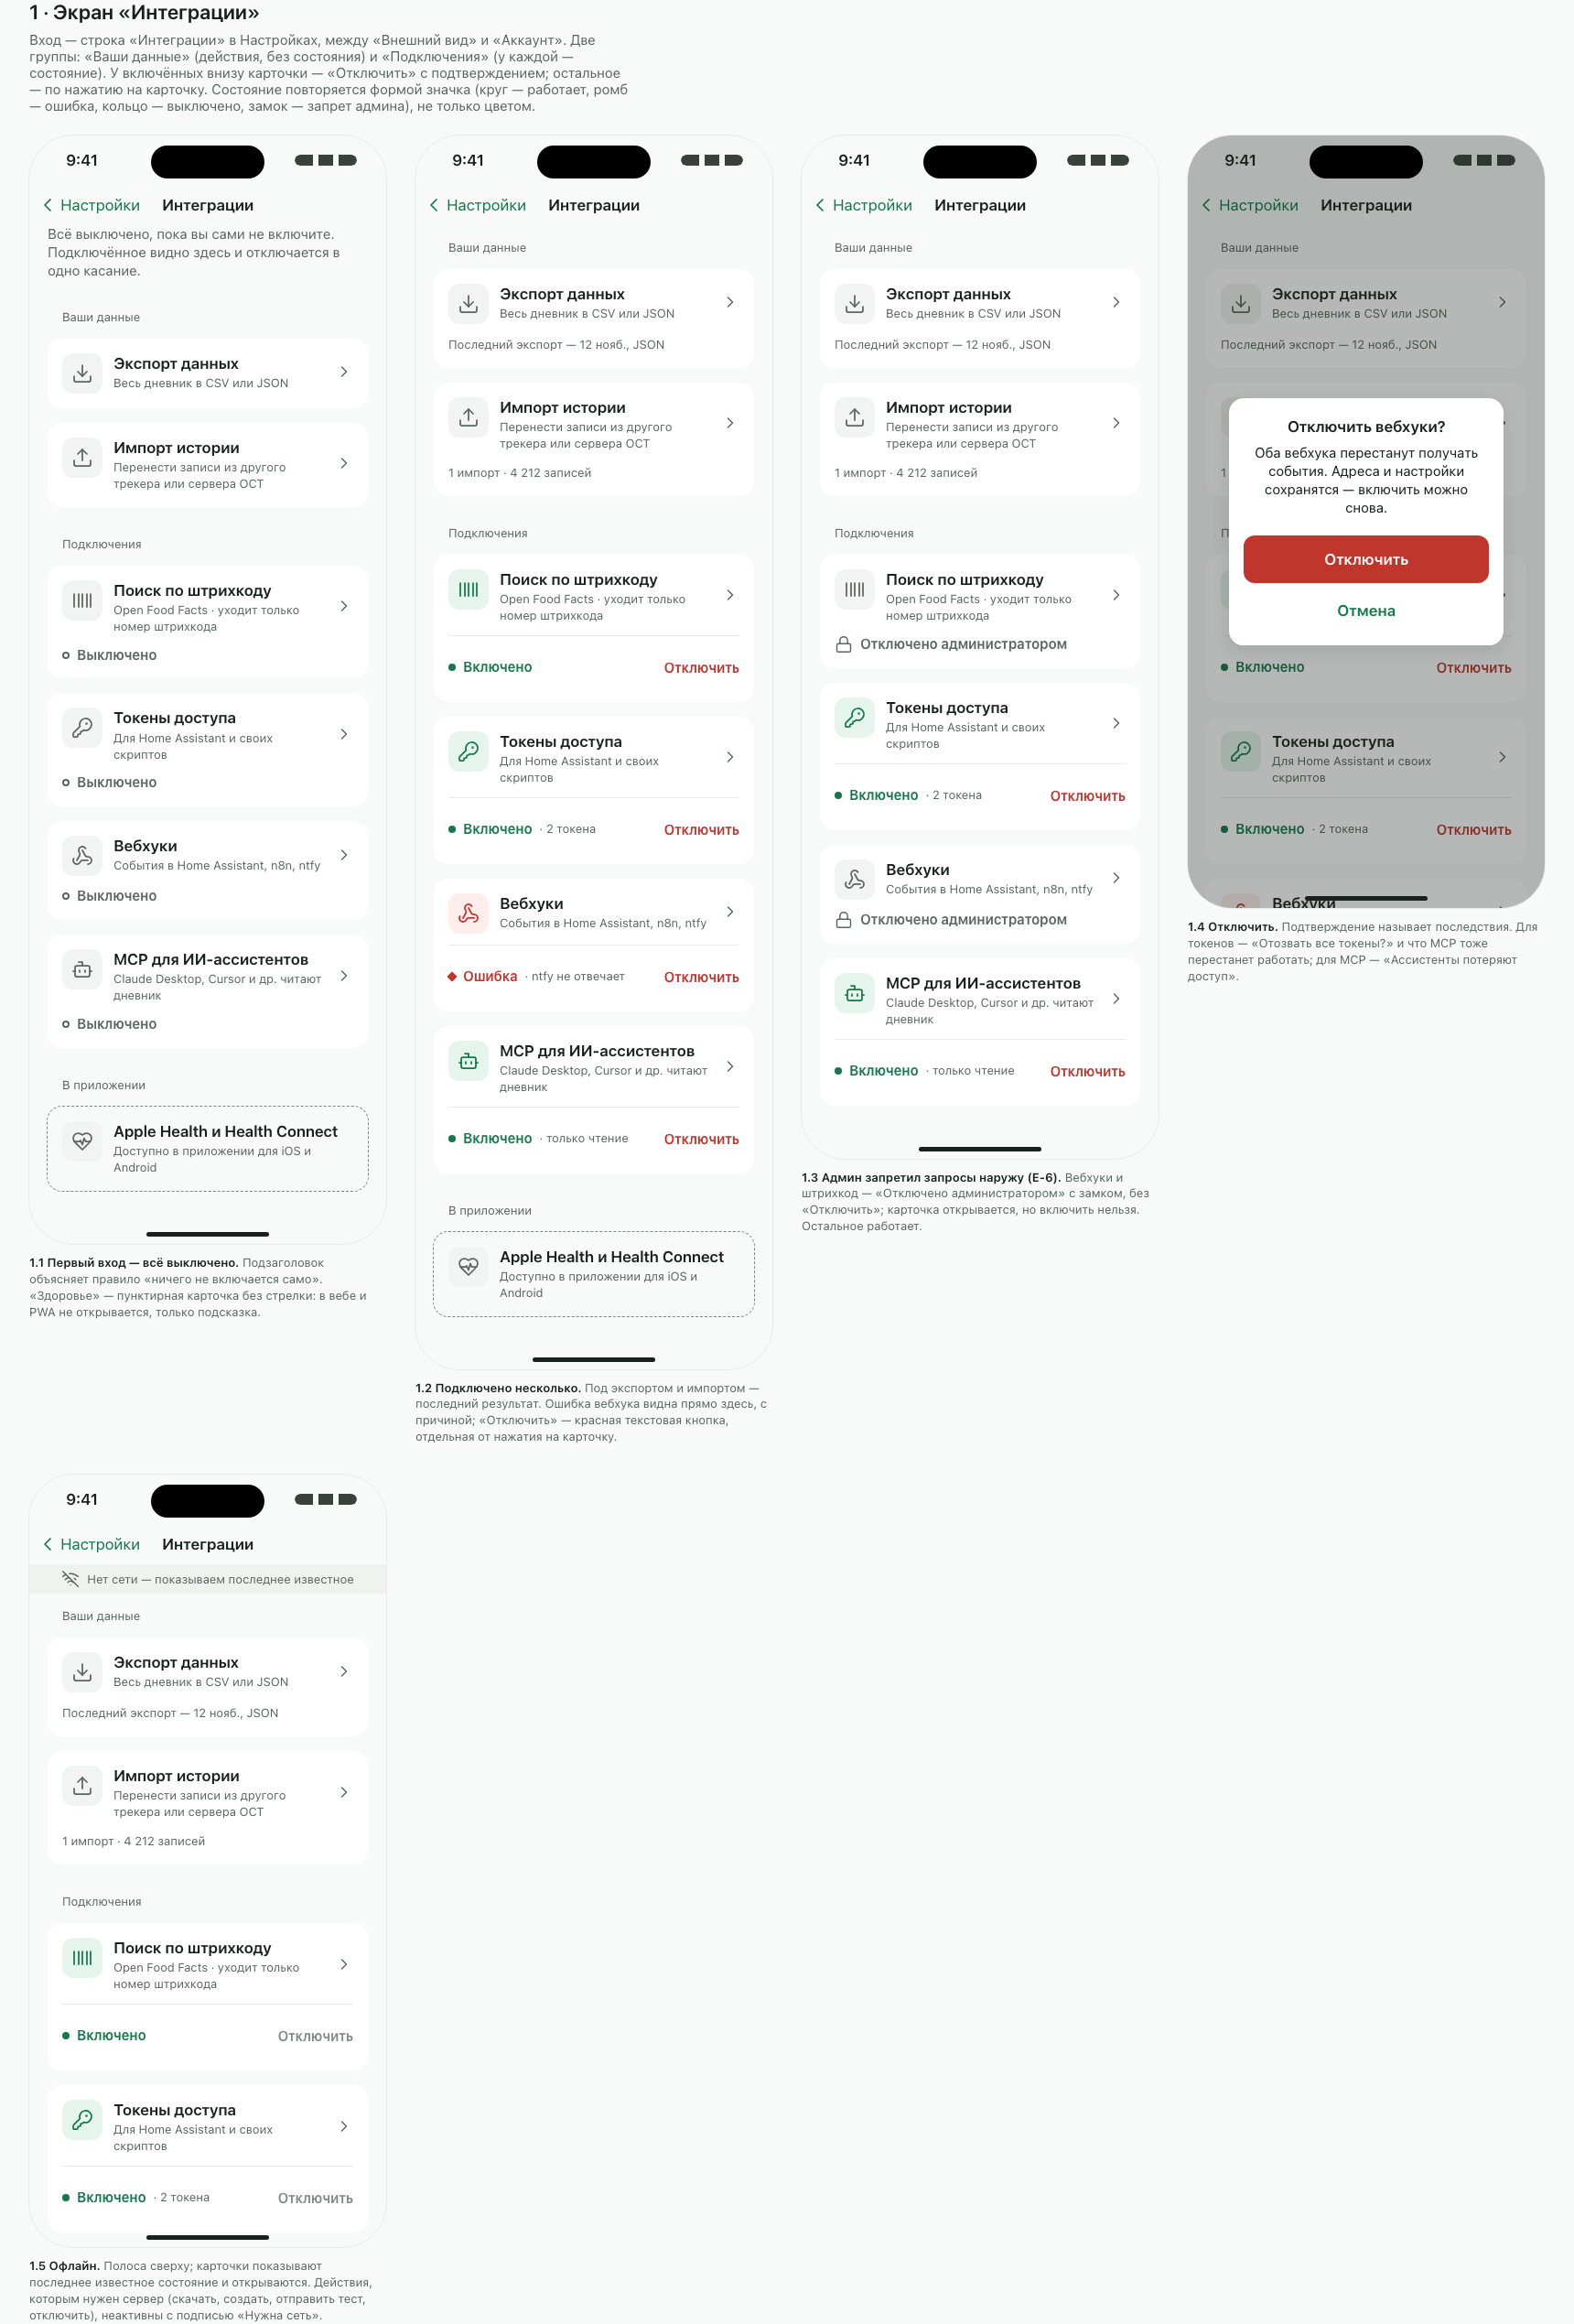 1 · Экран «Интеграции»
Вход — строка «Интеграции» в Настройках, между «Внешний вид» и «Аккаунт». Две
группы: «Ваши данные» (действия, без состояния) и «Подключения» (у каждой —
состояние). У включённых внизу карточки — «Отключить» с подтверждением; остальное
— по нажатию на карточку. Состояние повторяется формой значка (круг — работает, ромб
— ошибка, кольцо — выключено, замок — запрет админа), не только цветом.
9:41
Настройки
Интеграции
Всё выключено, пока вы сами не включите.
Подключённое видно здесь и отключается в
одно касание.
Ваши данные
Экспорт данных
Весь дневник в CSV или JSON
Импорт истории
Перенести записи из другого
трекера или сервера OCT
Подключения
Поиск по штрихкоду
Open Food Facts · уходит только
номер штрихкода
Выключено
Токены доступа
Для Home Assistant и своих
скриптов
Выключено
Вебхуки
События в Home Assistant, n8n, ntfy
Выключено
MCP для ИИ-ассистентов
Claude Desktop, Cursor и др. читают
дневник
Выключено
В приложении
Apple Health и Health Connect
Доступно в приложении для iOS и
Android
1.1 Первый вход — всё выключено. Подзаголовок
объясняет правило «ничего не включается само».
«Здоровье» — пунктирная карточка без стрелки: в вебе и
PWA не открывается, только подсказка.
9:41
Настройки
Интеграции
Ваши данные
Экспорт данных
Весь дневник в CSV или JSON
Последний экспорт — 12 нояб., JSON
Импорт истории
Перенести записи из другого
трекера или сервера OCT
1 импорт · 4 212 записей
Подключения
Поиск по штрихкоду
Open Food Facts · уходит только
номер штрихкода
Включено
Отключить
Токены доступа
Для Home Assistant и своих
скриптов
Включено · 2 токена
Отключить
Вебхуки
События в Home Assistant, n8n, ntfy
Ошибка · ntfy не отвечает
Отключить
MCP для ИИ-ассистентов
Claude Desktop, Cursor и др. читают
дневник
Включено · только чтение
Отключить
В приложении
Apple Health и Health Connect
Доступно в приложении для iOS и
Android
1.2 Подключено несколько. Под экспортом и импортом —
последний результат. Ошибка вебхука видна прямо здесь, с
причиной; «Отключить» — красная текстовая кнопка,
отдельная от нажатия на карточку.
9:41
Настройки
Интеграции
Ваши данные
Экспорт данных
Весь дневник в CSV или JSON
Последний экспорт — 12 нояб., JSON
Импорт истории
Перенести записи из другого
трекера или сервера OCT
1 импорт · 4 212 записей
Подключения
Поиск по штрихкоду
Open Food Facts · уходит только
номер штрихкода
Отключено администратором
Токены доступа
Для Home Assistant и своих
скриптов
Включено · 2 токена
Отключить
Вебхуки
События в Home Assistant, n8n, ntfy
Отключено администратором
MCP для ИИ-ассистентов
Claude Desktop, Cursor и др. читают
дневник
Включено · только чтение
Отключить
1.3 Админ запретил запросы наружу (E-6). Вебхуки и
штрихкод — «Отключено администратором» с замком, без
«Отключить»; карточка открывается, но включить нельзя.
Остальное работает.
9:41
Настройки
Интеграции
Ваши данные
Экспорт данных
Весь дневник в CSV или JSON
Последний экспорт — 12 нояб., JSON
Отключить вебхуки?
Оба вебхука перестанут получать
события. Адреса и настройки
сохранятся — включить можно
снова.
Отключить
Отмена
1
П
Включено
Отключить
Токены доступа
Для Home Assistant и своих
скриптов
Включено · 2 токена
Отключить
Вебхуки
1.4 Отключить. Подтверждение называет последствия. Для
токенов — «Отозвать все токены?» и что MCP тоже
перестанет работать; для MCP — «Ассистенты потеряют
доступ».
9:41
Настройки
Интеграции
Нет сети — показываем последнее известное
Ваши данные
Экспорт данных
Весь дневник в CSV или JSON
Последний экспорт — 12 нояб., JSON
Импорт истории
Перенести записи из другого
трекера или сервера OCT
1 импорт · 4 212 записей
Подключения
Поиск по штрихкоду
Open Food Facts · уходит только
номер штрихкода
Включено
Отключить
Токены доступа
Для Home Assistant и своих
скриптов
Включено · 2 токена
Отключить
1.5 Офлайн. Полоса сверху; карточки показывают
последнее известное состояние и открываются. Действия,
которым нужен сервер (скачать, создать, отправить тест,
отключить), неактивны с подписью «Нужна сеть».